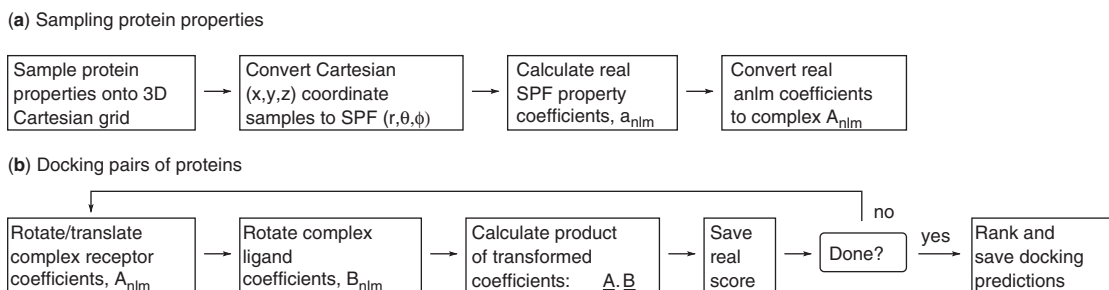 (a) Sampling protein properties
Sample protein
properties onto 3D
Cartesian grid
Convert Cartesian
(x,y,z) coordinate
samples to SPF (r,θ,ϕ)
Calculate real
SPF property
coefficients, anlm
Convert real
anlm coefficients
to complex Anlm
(b) Docking pairs of proteins
no
Rotate/translate
complex receptor
coefficients, Anlm
Rotate complex
ligand
coefficients, Bnlm
Calculate product
of transformed
coefficients: A.B
Save
real
score
Done?
yes
Rank and
save docking
predictions